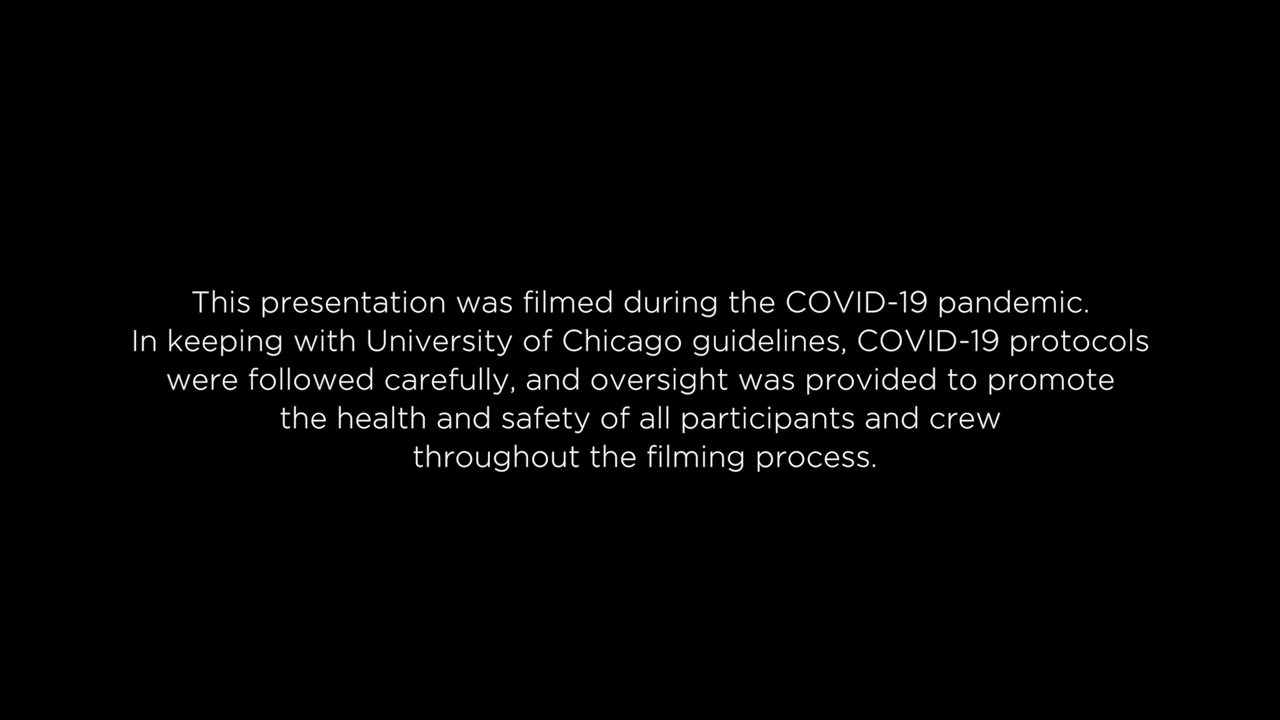 This presentation was filmed during the COVID-19 pandemic.
In keeping with University of Chicago guidelines, COVID-19 protocols
were followed carefully, and oversight was provided to promote
the health and safety of all participants and crew
throughout the filming process.